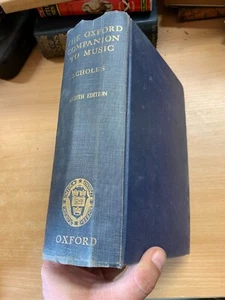 THE OXFORD
COMPANION
TO MUSIC
SCHOLES
EDITION
OXFORD